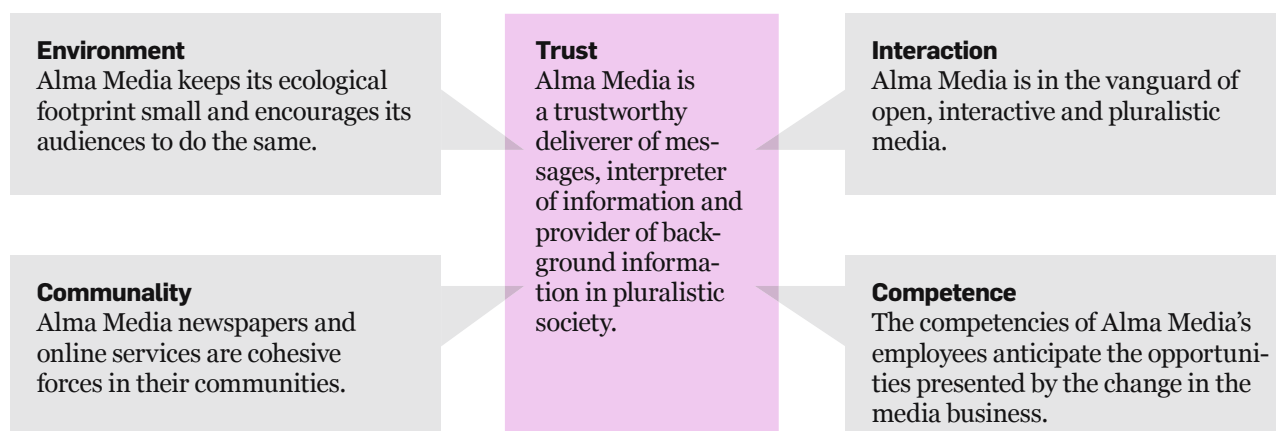 Environment
Alma Media keeps its ecological
footprint small and encourages its
audiences to do the same.
Communality
Alma Media newspapers and
online services are cohesive
forces in their communities.
Trust
Alma Media is
a trustworthy
deliverer of mes-
sages, interpreter
of information and
provider of back-
ground informa-
tion in pluralistic
society.
Interaction
Alma Media is in the vanguard of
open, interactive and pluralistic
media.
Competence
The competencies of Alma Media’s
employees anticipate the opportuni-
ties presented by the change in the
media business.